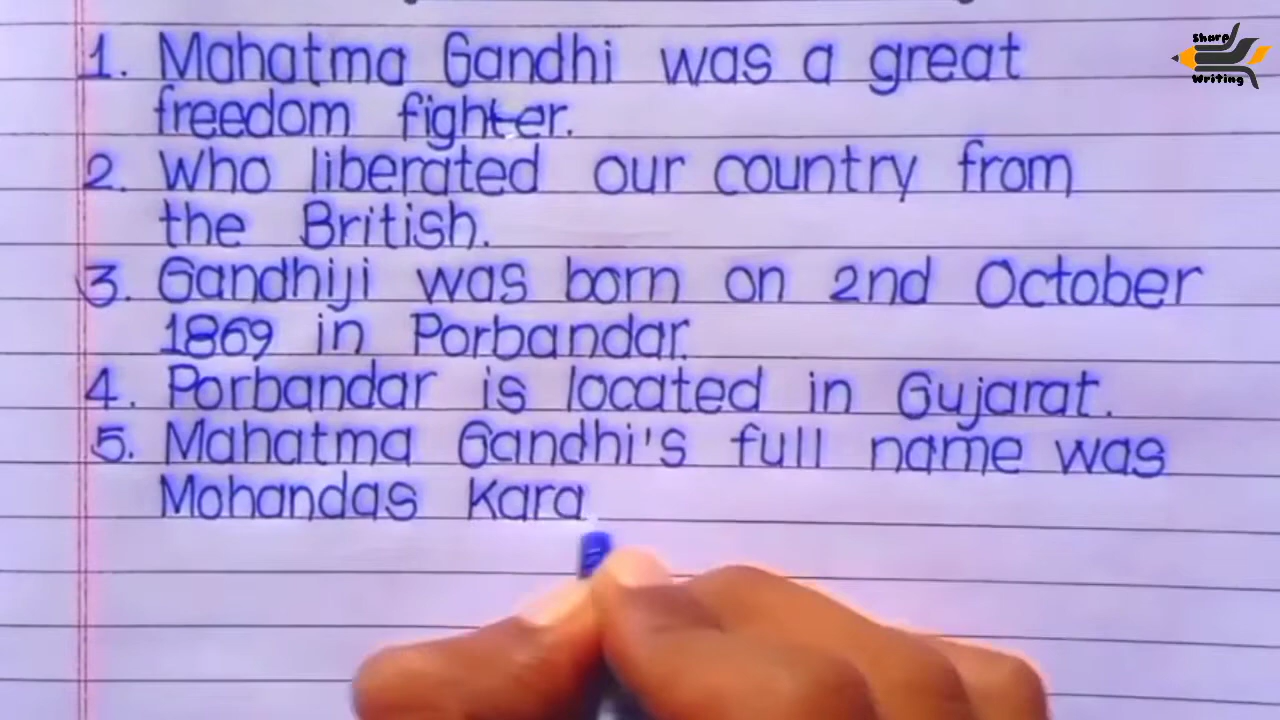 Sharp
Writing
1. Mahatma Gandhi was a great
freedom fighter.
2. Who liberated our country from
the British.
3. Gandhiji was born on 2nd October
1869 in Porbandar.
4. Porbandar is located in Gujarat.
5. Mahatma Gandhi's full name was
Mohandas Kara